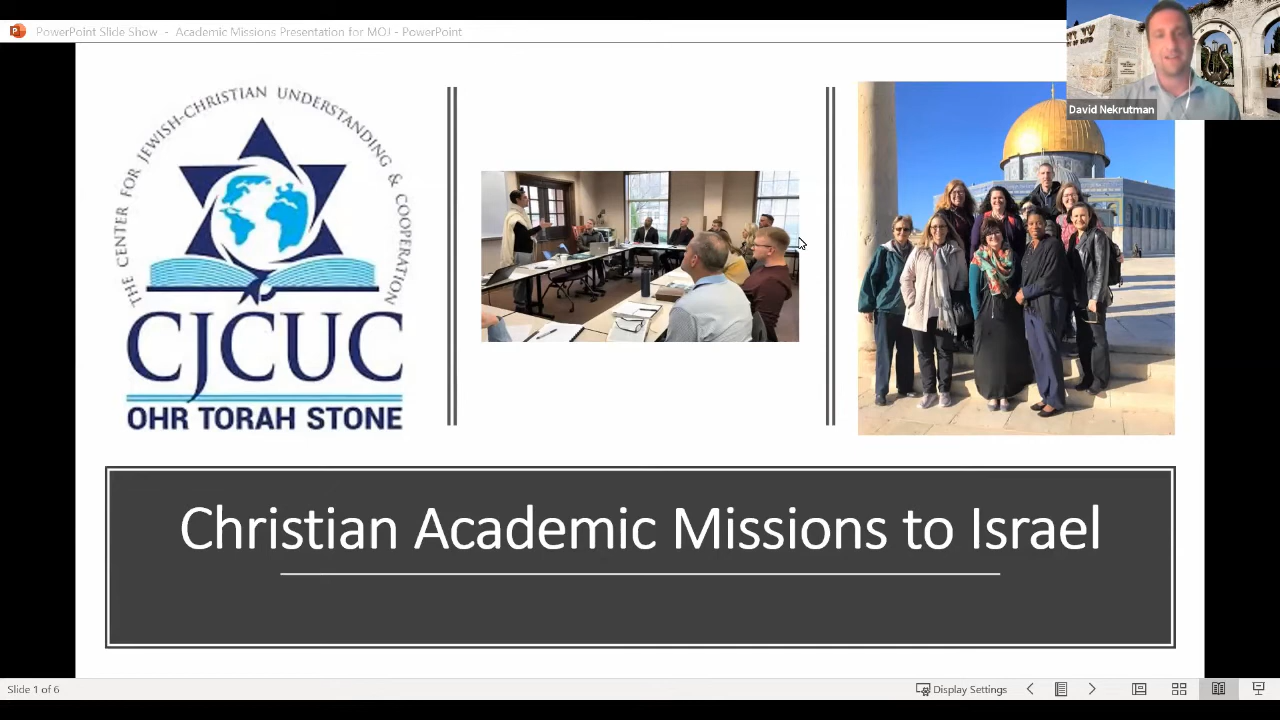 PowerPoint Slide Show - Academic Missions Presentation for MOJ - PowerPoint
David Nekrutman
THE CENTER FOR JEWISH-CHRISTIAN UNDERSTANDING & COOPERATION
CJCUC
OHR TORAH STONE
Christian Academic Missions to Israel
Slide 1 of 6
Display Settings